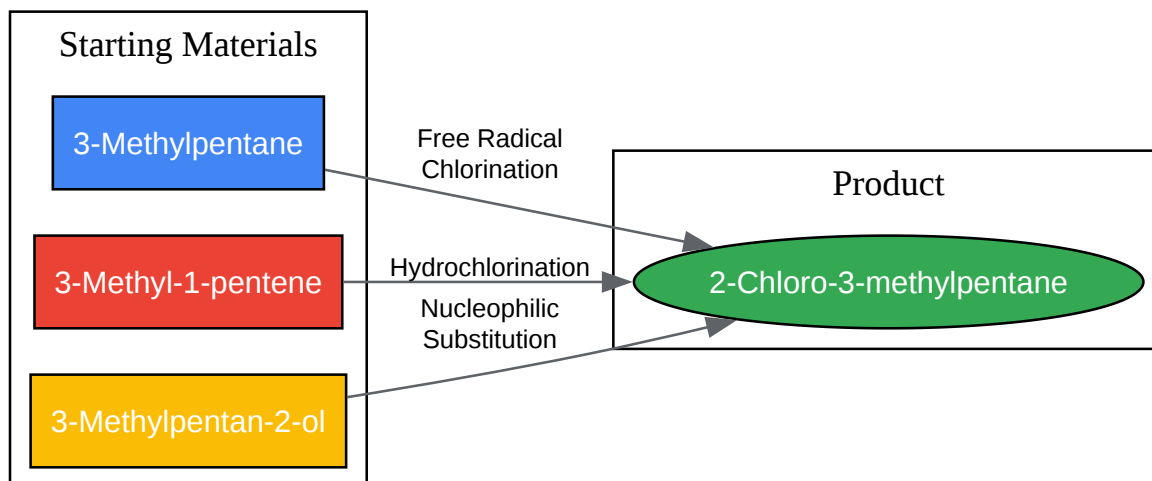 Starting Materials
3-Methylpentane
Free Radical
Chlorination
Product
3-Methyl-1-pentene
Hydrochlorination
2-Chloro-3-methylpentane
Nucleophilic
Substitution
3-Methylpentan-2-ol